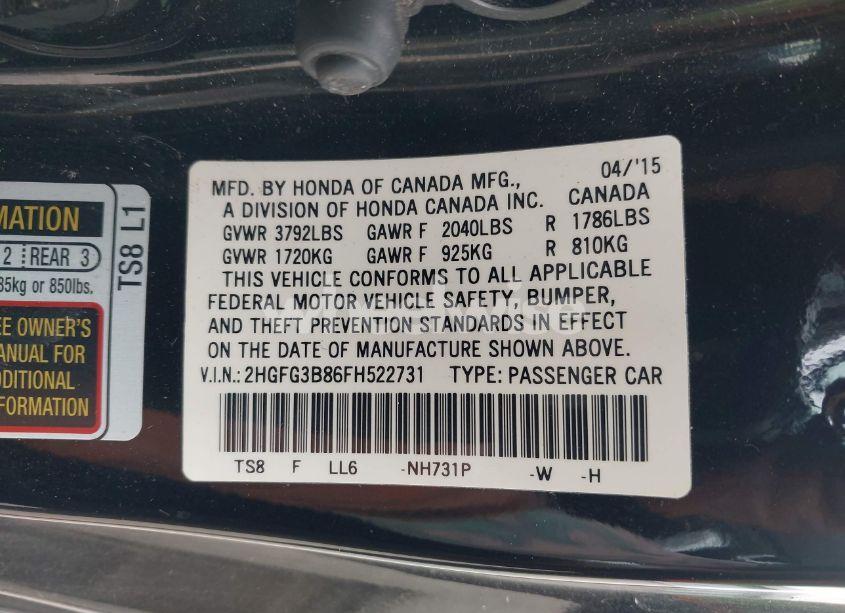 MFD. BY HONDA OF CANADA MFG., 04/'15
A DIVISION OF HONDA CANADA INC. CANADA
GVWR 3792LBS GAWR F 2040LBS R 1786LBS
GVWR 1720KG GAWR F 925KG R 810KG
THIS VEHICLE CONFORMS TO ALL APPLICABLE
FEDERAL MOTOR VEHICLE SAFETY, BUMPER,
AND THEFT PREVENTION STANDARDS IN EFFECT
ON THE DATE OF MANUFACTURE SHOWN ABOVE.
V.I.N.: 2HGFG3B86FH522731 TYPE: PASSENGER CAR
TS8 F LL6 -NH731P -W -H
MATION
2 REAR 3
85kg or 850lbs.
EE OWNER'S
MANUAL FOR
DDITIONAL
FORMATION
TS8 L1